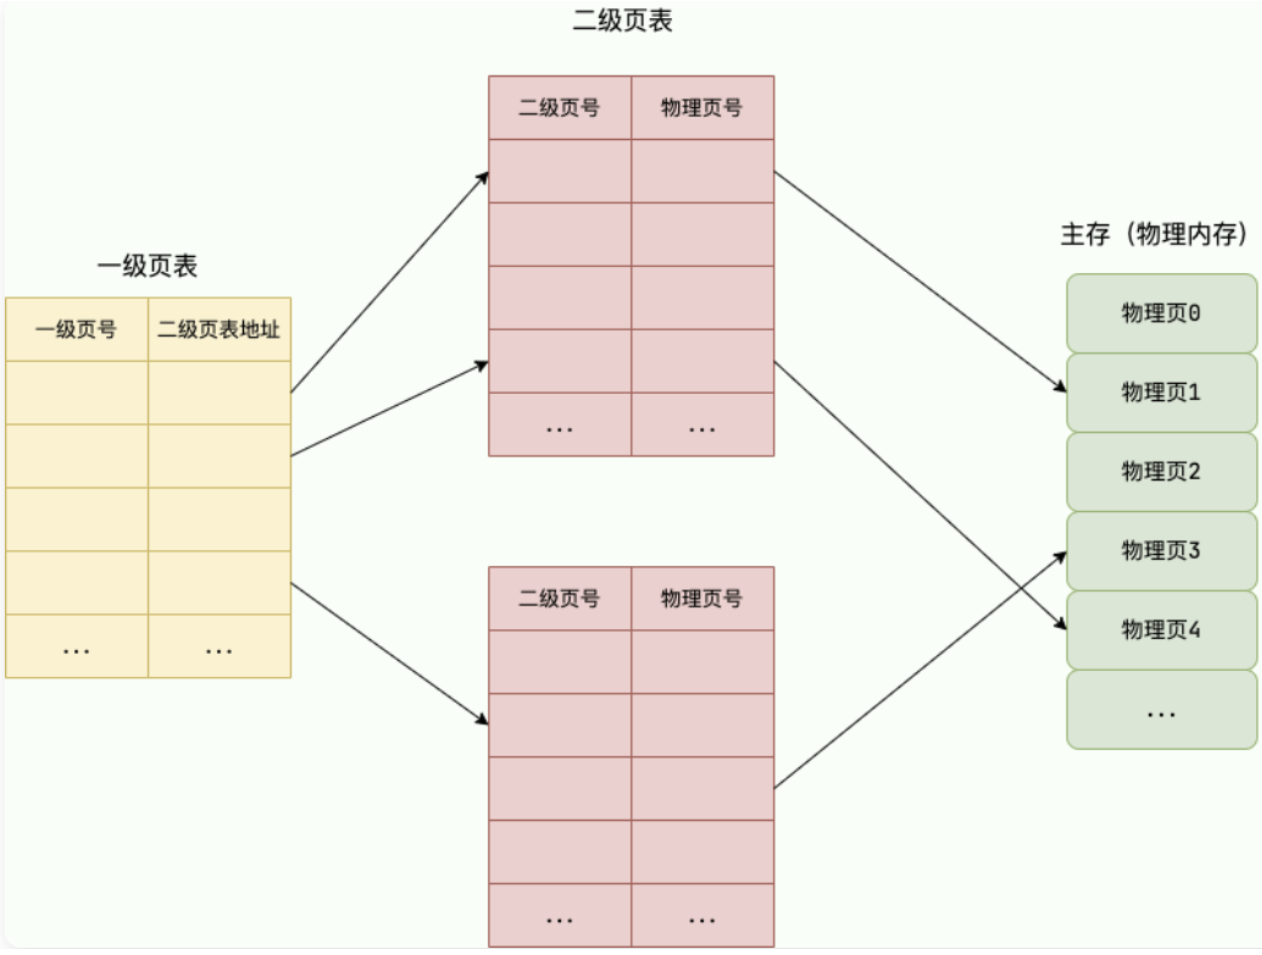 二级页表
二级页号 物理页号
... ...
一级页表
一级页号 二级页表地址
... ...
二级页号 物理页号
... ...
主存（物理内存）
物理页0
物理页1
物理页2
物理页3
物理页4
...